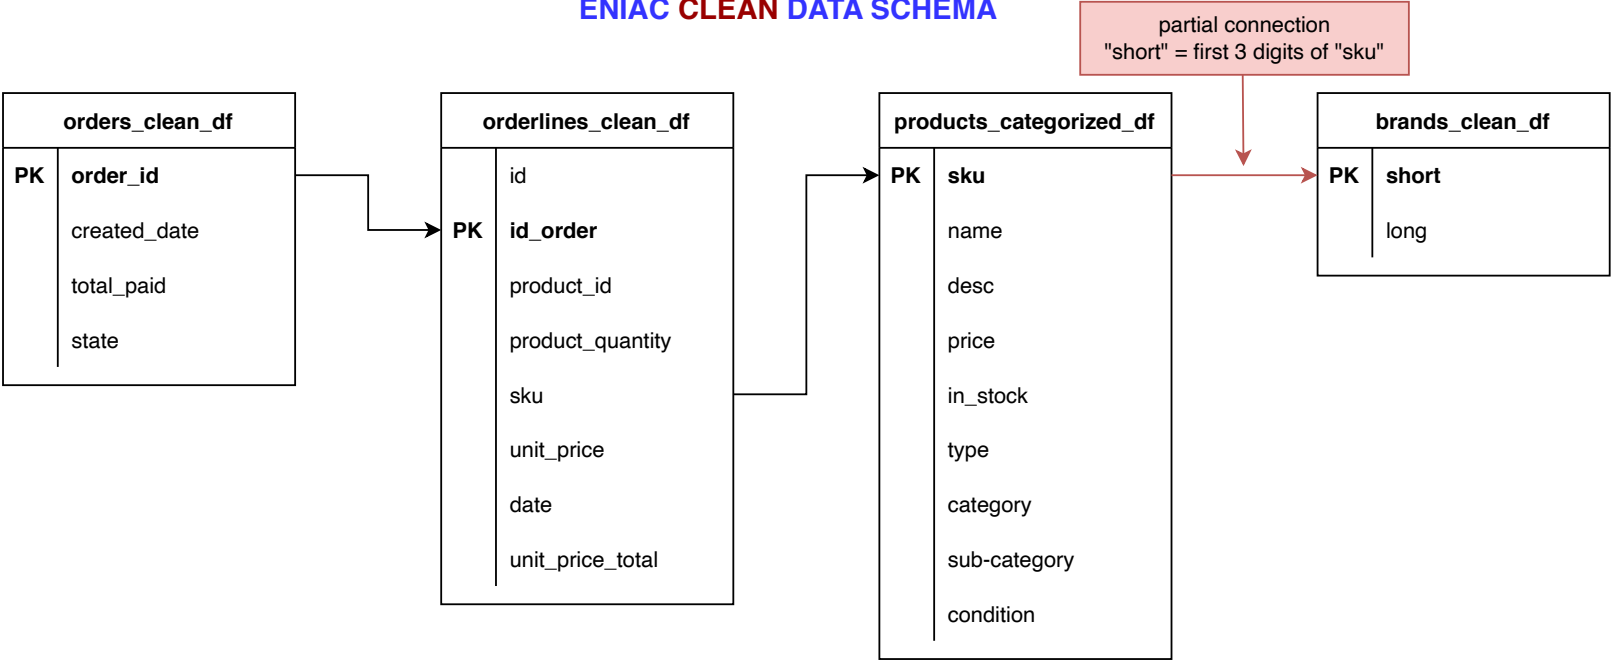 ENIAC CLEAN DATA SCHEMA
partial connection
"short" = first 3 digits of "sku"
orders_clean_df
PK order_id
created_date
total_paid
state
orderlines_clean_df
id
PK id_order
product_id
product_quantity
sku
unit_price
date
unit_price_total
products_categorized_df
PK sku
name
desc
price
in_stock
type
category
sub-category
condition
brands_clean_df
PK short
long